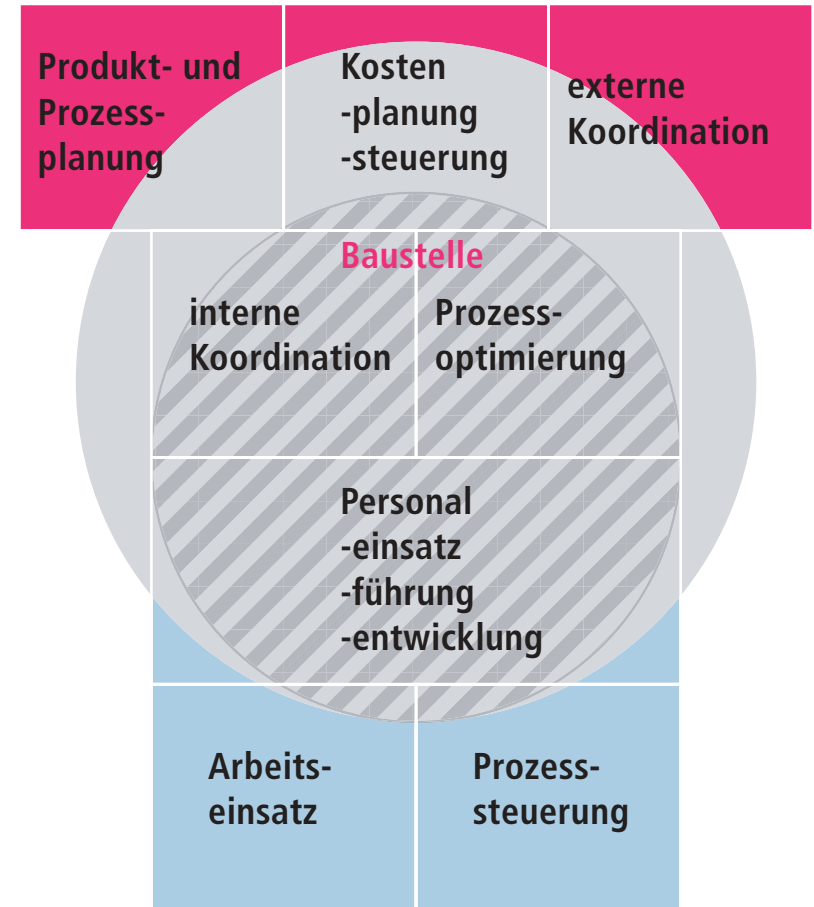 Produkt- und
Prozess-
planung
Kosten
-planung
-steuerung
externe
Koordination
Baustelle
interne
Koordination
Prozess-
optimierung
Personal
-einsatz
-führung
-entwicklung
Arbeits-
einsatz
Prozess-
steuerung